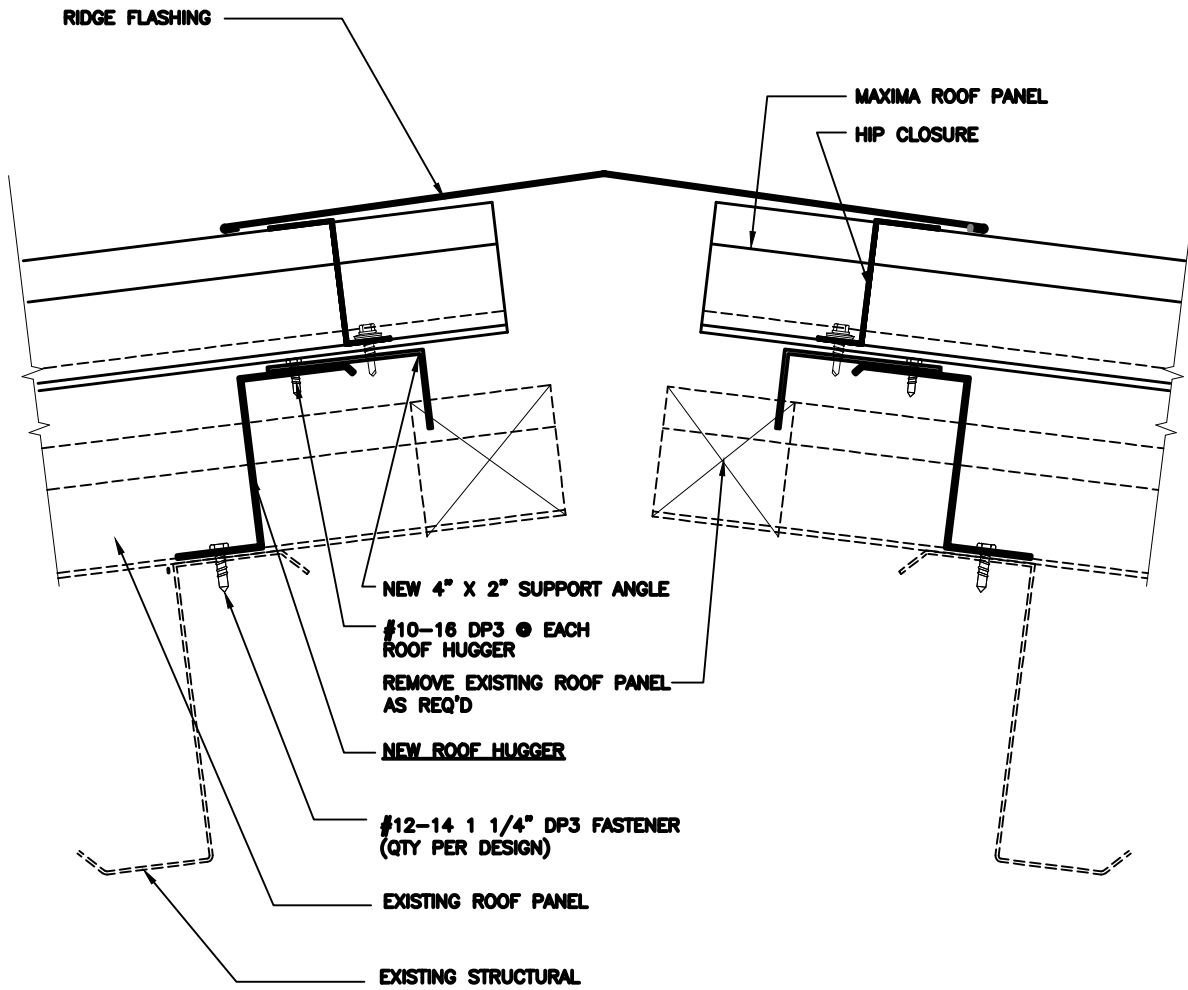 RIDGE FLASHING
MAXIMA ROOF PANEL
HIP CLOSURE
NEW 4" X 2" SUPPORT ANGLE
#10-16 DP3 @ EACH
ROOF HUGGER
REMOVE EXISTING ROOF PANEL
AS REQ'D
NEW ROOF HUGGER
#12-14 1 1/4" DP3 FASTENER
(QTY PER DESIGN)
EXISTING ROOF PANEL
EXISTING STRUCTURAL